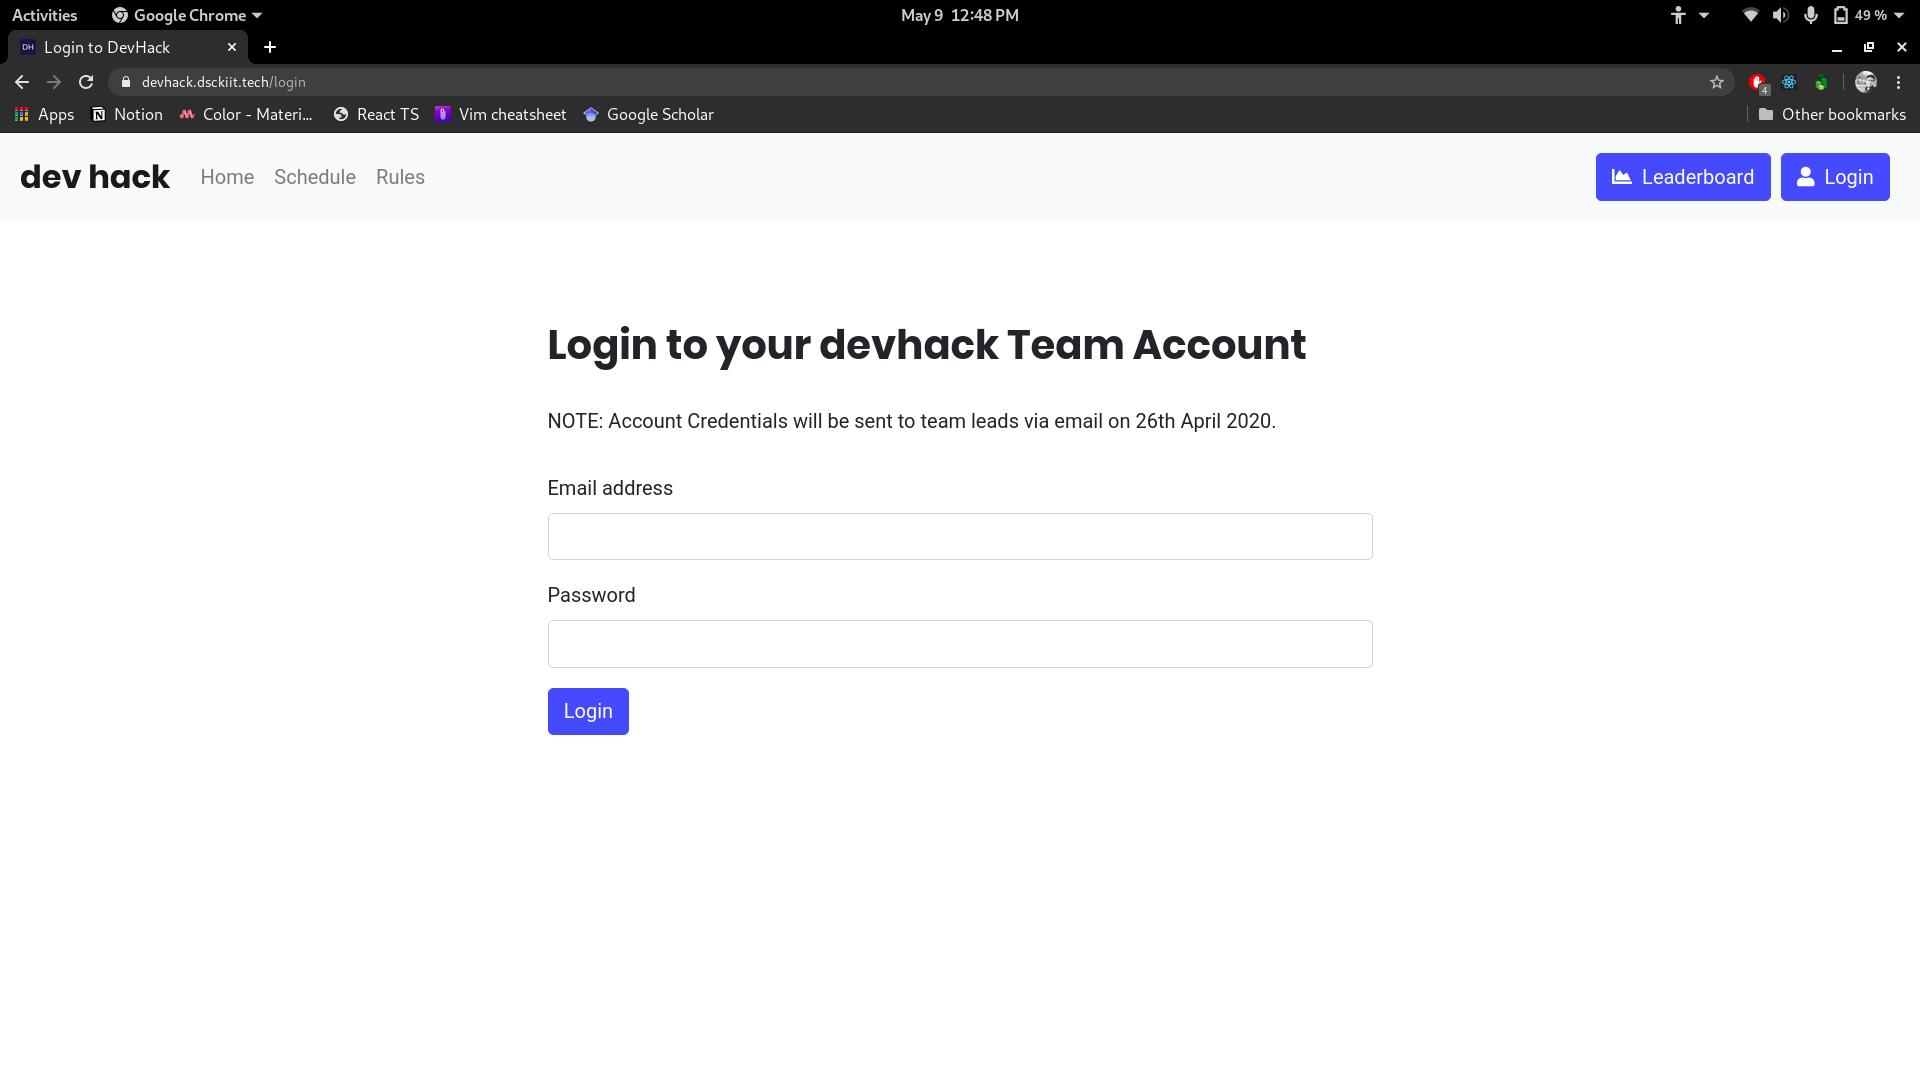 Activities Google Chrome May 9 12:48 PM 49 %
DH Login to DevHack
devhack.dsckiit.tech/login 4
Apps Notion Color - Materi... React TS Vim cheatsheet Google Scholar Other bookmarks
dev hack Home Schedule Rules Leaderboard Login
Login to your devhack Team Account
NOTE: Account Credentials will be sent to team leads via email on 26th April 2020.
Email address
Password
Login